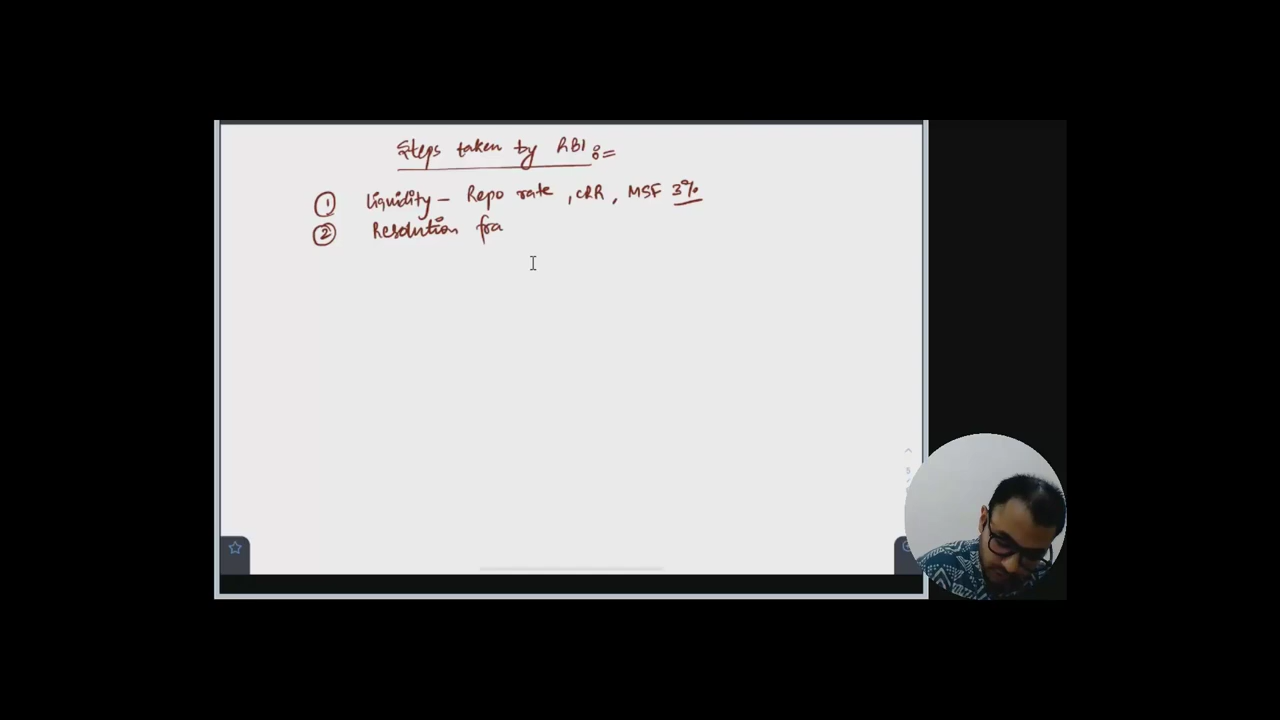 Steps taken by RBI :=
① Liquidity - Repo rate , CRR , MSF 3%
② Resolution fra